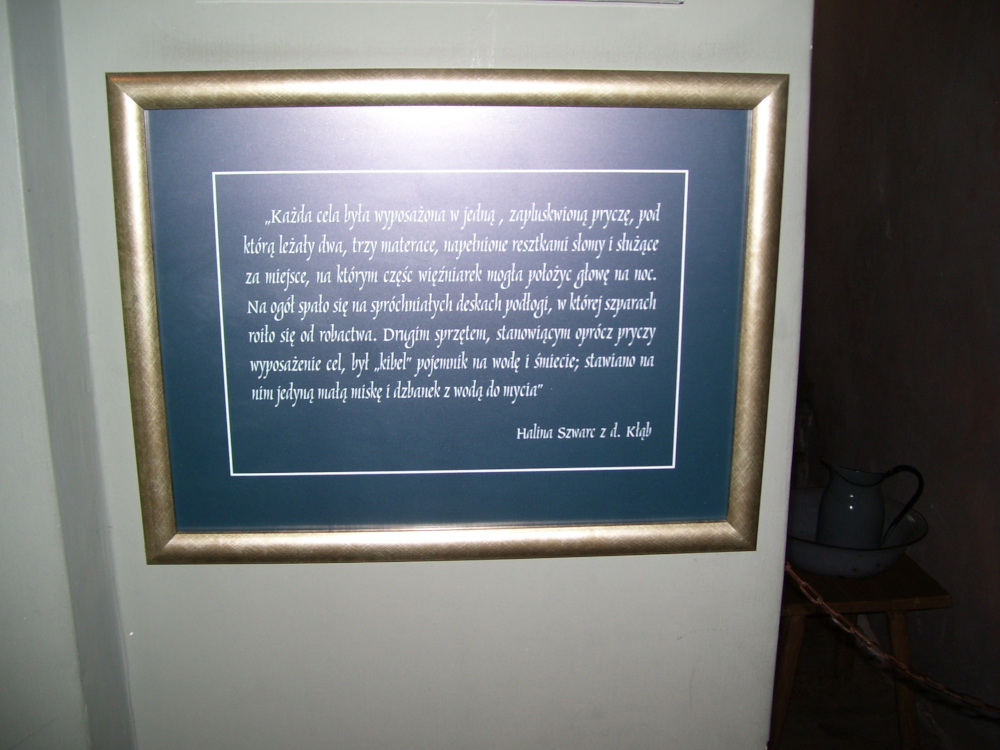 „Każda cela była wyposażona w jedną , zapluskwioną pryczę, pod
którą leżały dwa, trzy materace, napełnione resztkami słomy i służące
za miejsce, na którym częśc więźniarek mogła położyc głowę na noc.
Na ogół spało się na spróchniałych deskach podłogi, w której szparach
roiło się od robactwa. Drugim sprzętem, stanowiącym oprócz pryczy
wyposażenie cel, był „kibel” pojemnik na wodę i śmiecie; stawiano na
nim jedyną małą miskę i dzbanek z wodą do mycia”
Halina Szwarc z d. Kłąb